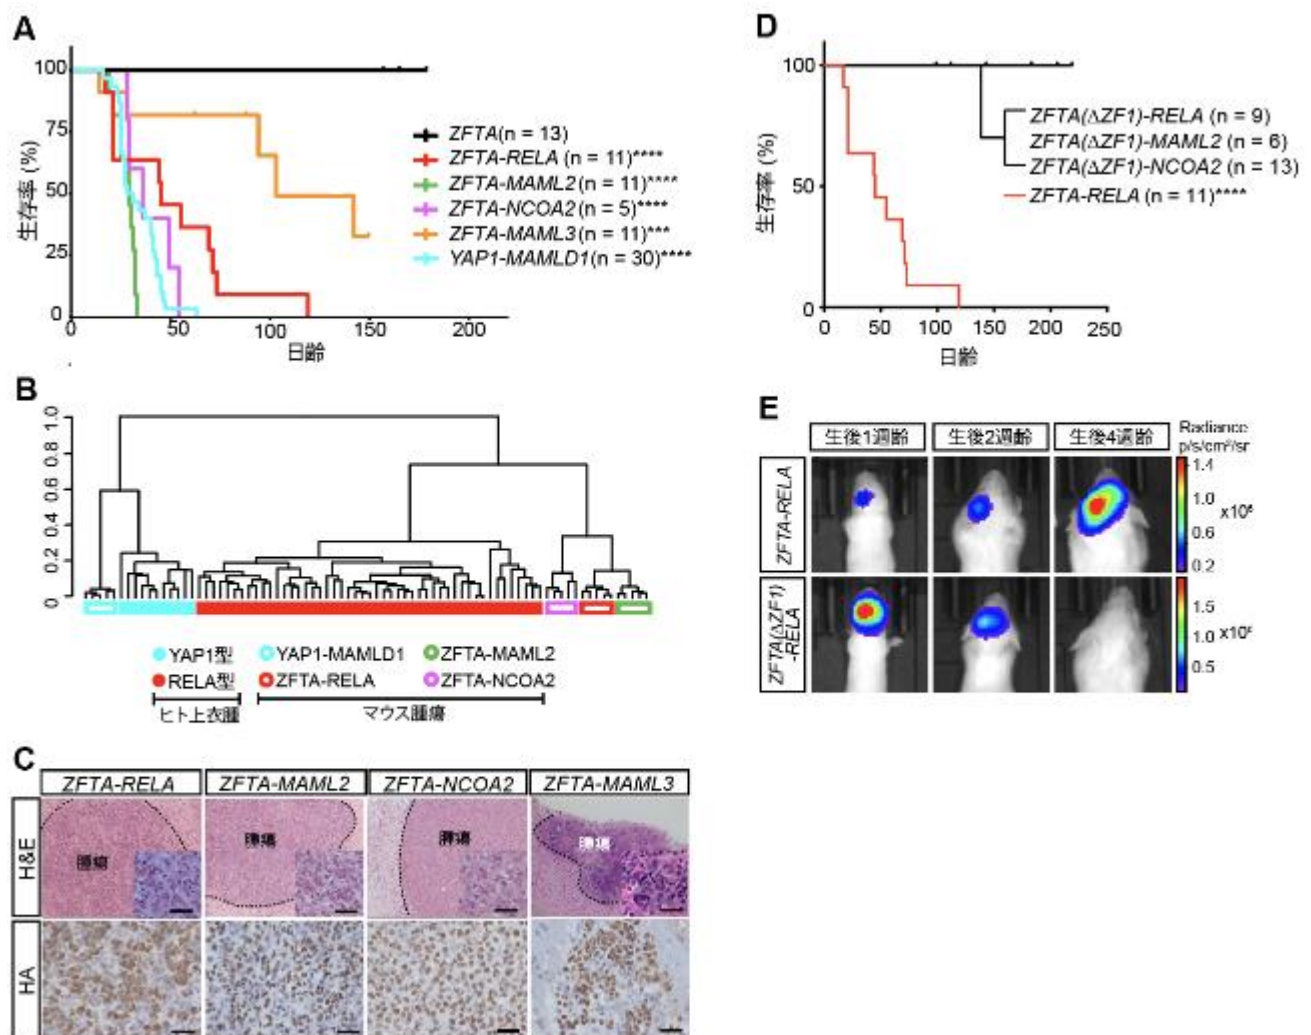 A
生存率 (%)
100
75
50
25
0
0
50
100
150
200
日齢
ZFTA(n = 13)
ZFTA-RELA (n = 11)****
ZFTA-MAML2(n = 11)****
ZFTA-NCOA2(n = 5)****
ZFTA-MAML3(n = 11)***
YAP1-MAMLD1(n = 30)****
B
1.0
0.8
0.6
0.4
0.2
0
YAP1型
YAP1-MAMLD1
ZFTA-MAML2
RELA型
ZFTA-RELA
ZFTA-NCOA2
ヒト上衣腫
マウス腫瘍
C
ZFTA-RELA
ZFTA-MAML2
ZFTA-NCOA2
ZFTA-MAML3
H&E
腫瘍
腫瘍
腫瘍
腫瘍
HA
D
生存率 (%)
100
50
0
0
50
100
150
200
250
日齢
ZFTA(ΔZF1)-RELA (n = 9)
ZFTA(ΔZF1)-MAML2 (n = 6)
ZFTA(ΔZF1)-NCOA2 (n = 13)
ZFTA-RELA (n = 11)****
E
生後1週齢
生後2週齢
生後4週齢
Radiance
p/s/cm²/sr
ZFTA-RELA
1.4
1.0
0.6
0.2
ZFTA(ΔZF1)
-RELA
1.5
1.0
0.5